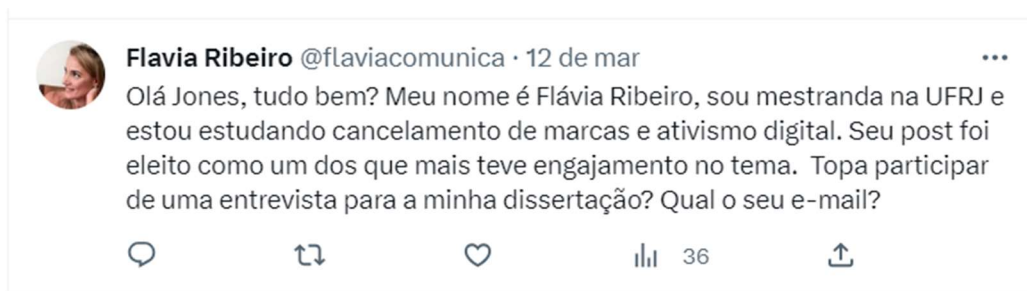 Flavia Ribeiro @flaviacomunica · 12 de mar
Olá Jones, tudo bem? Meu nome é Flávia Ribeiro, sou mestranda na UFRJ e
estou estudando cancelamento de marcas e ativismo digital. Seu post foi
eleito como um dos que mais teve engajamento no tema.  Topa participar
de uma entrevista para a minha dissertação? Qual o seu e-mail?
36